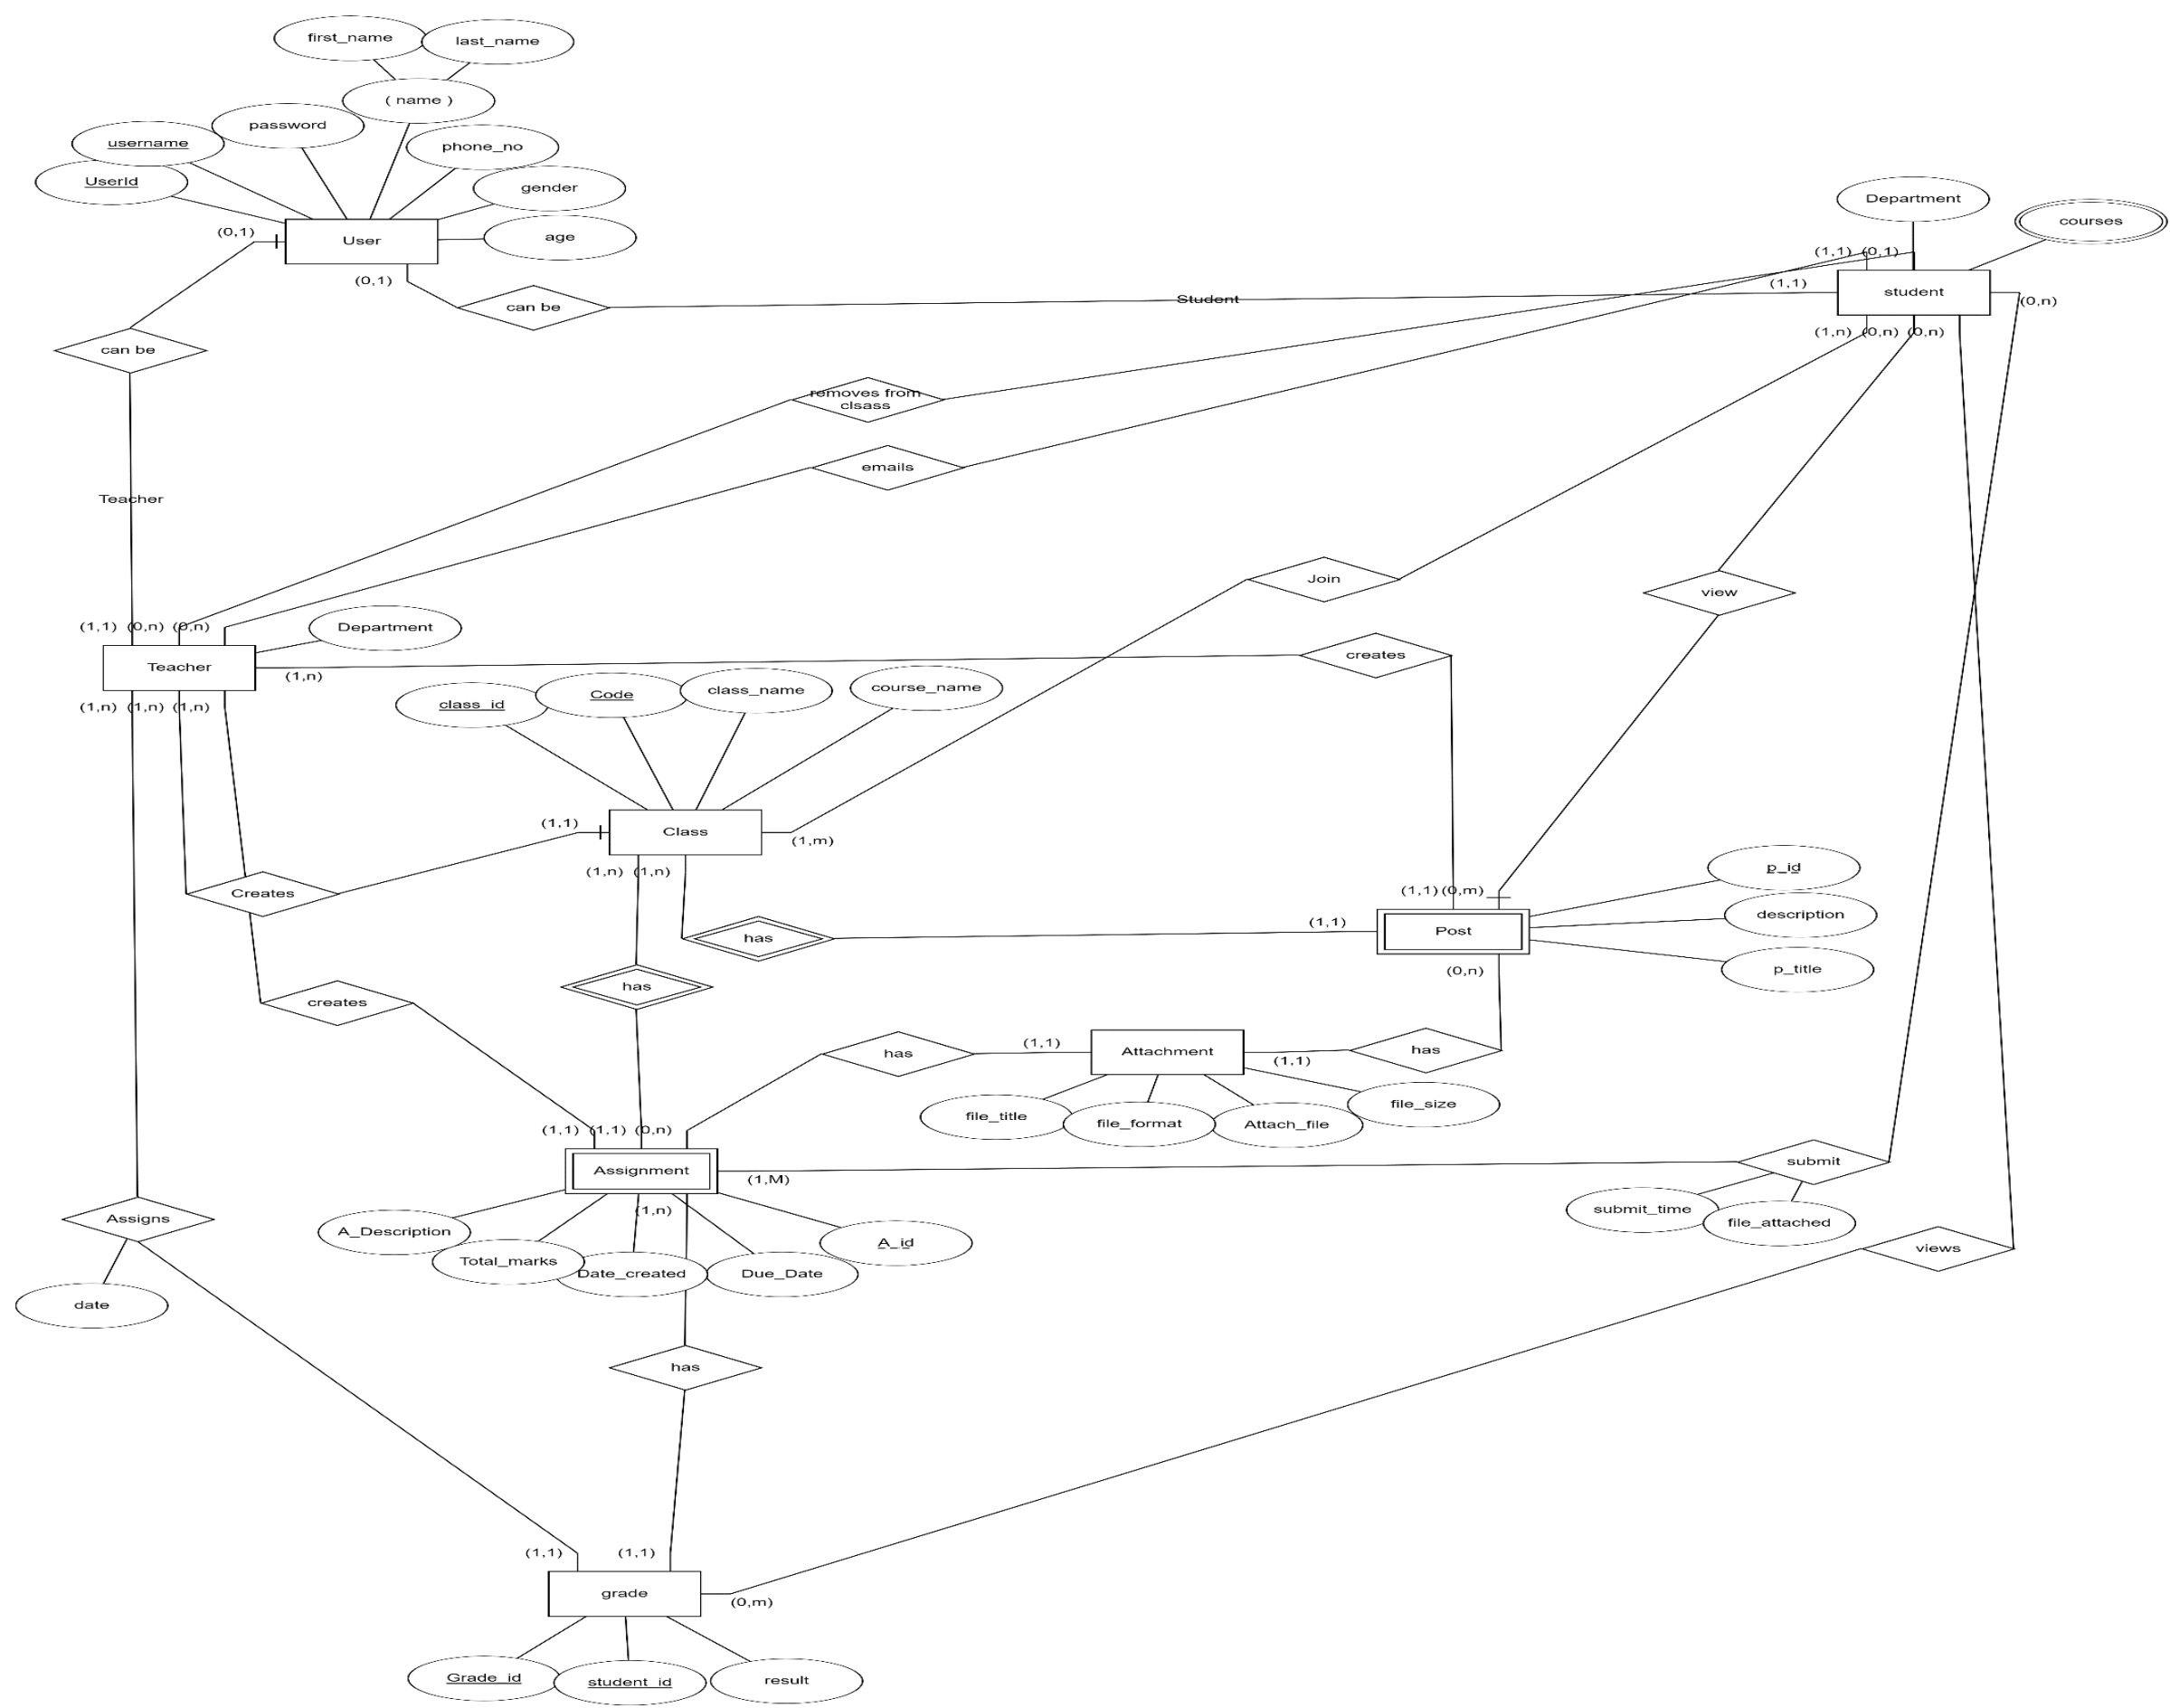 first_name
last_name
( name )
password
username
phone_no
UserId
gender
Department
courses
User
age
(0,1)
(0,1)
(1,1) (0,1)
(1,1)
student
(0,n)
can be
Student
can be
(1,n) (0,n) (0,n)
removes from
clsass
emails
Teacher
Join
view
(1,1) (0,n) (0,n)
Department
Teacher
(1,n)
creates
(1,n) (1,n) (1,n)
class_id
Code
class_name
course_name
(1,1)
Class
(1,m)
(1,n) (1,n)
Creates
p_id
(1,1) (0,m)
description
has
(1,1)
Post
p_title
(0,n)
has
creates
has
(1,1)
Attachment
(1,1)
has
file_title
file_format
Attach_file
file_size
(1,1) (1,1) (0,n)
Assignment
(1,M)
submit
submit_time
file_attached
(1,n)
Assigns
A_Description
Total_marks
Date_created
Due_Date
A_id
views
date
has
(1,1)
(1,1)
grade
(0,m)
Grade_id
student_id
result